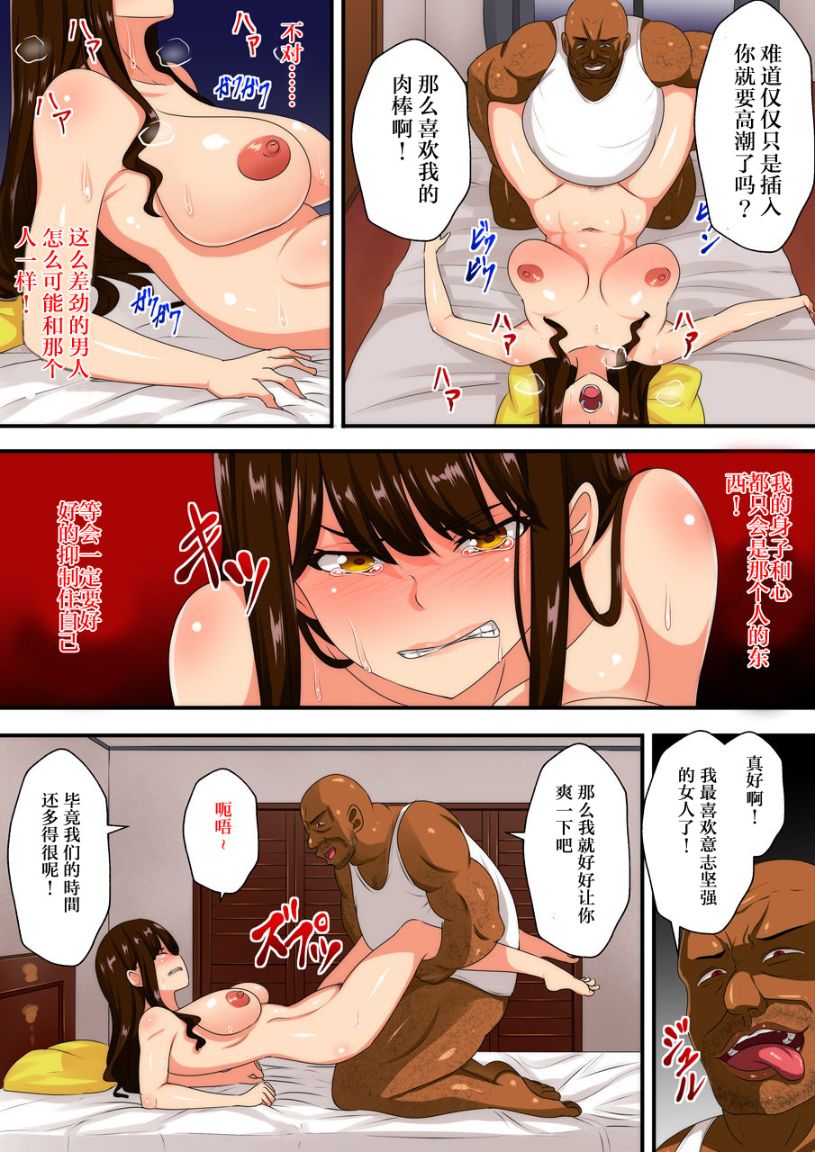 难道仅仅只是插入
你就要高潮了吗？
那么喜欢我的
肉棒啊！
ビクビク
ビクン
ハァ
ハァ
ハァ
不对……
ガクガク
ハァ
ハァ
ハァ
ガクガク
这么差劲的男人
怎么可能和那个
人一样！
我的身子和心
都只会是那个人的东
西！
等会一定要好
好的抑制住自己
キッ
真好啊！
我最喜欢意志坚强
的女人了！
ジュル
那么我就好好让你
爽一下吧
呃唔~
ズプッ
毕竟我们的時間
还多得很呢！